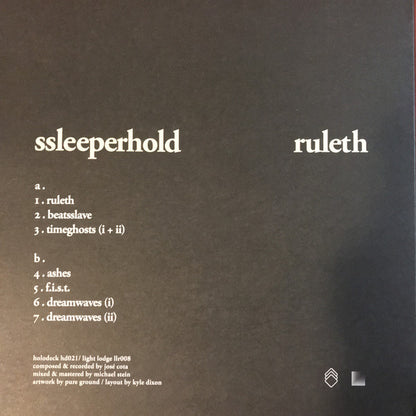 ssleeperhold ruleth
a .
1 . ruleth
2 . beatsslave
3 . timeghosts (i + ii)
b .
4 . ashes
5 . f.i.s.t.
6 . dreamwaves (i)
7 . dreamwaves (ii)
holodeck hd021/ light lodge llr008
composed & recorded by josé cota
mixed & mastered by michael stein
artwork by pure ground / layout by kyle dixon